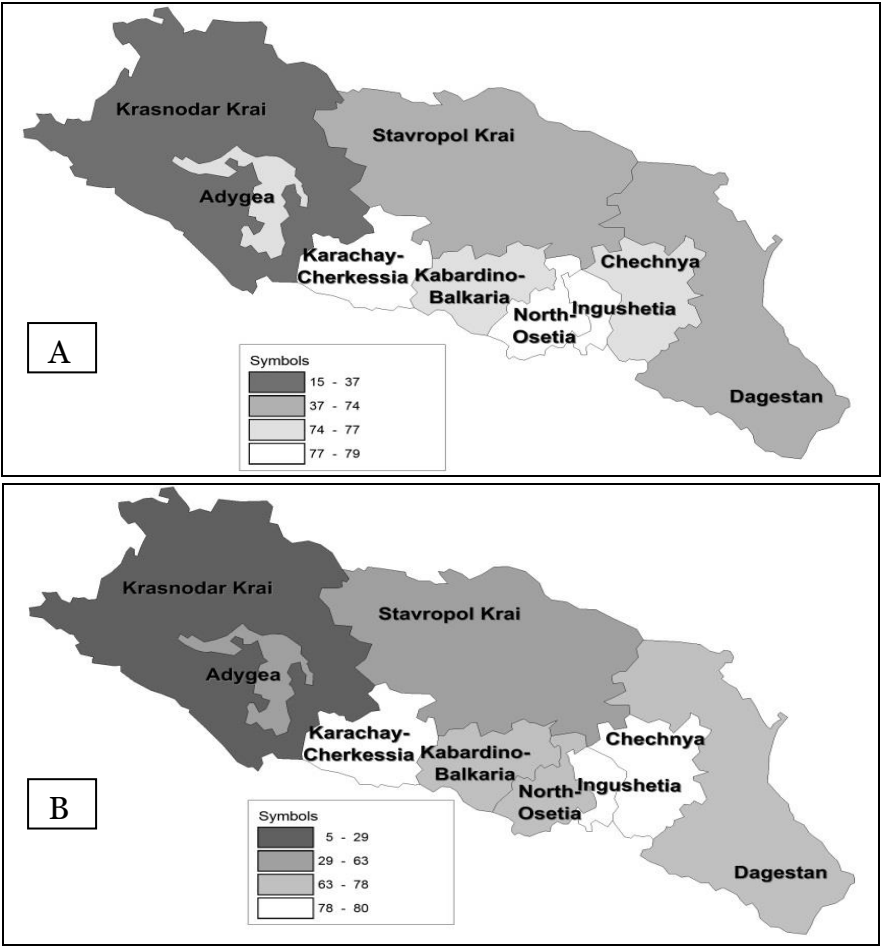 Krasnodar Krai
Stavropol Krai
Adygea
Karachay-
Cherkessia
Kabardino-
Balkaria
Chechnya
North-
Osetia
Ingushetia
Dagestan
A
Symbols
15 - 37
37 - 74
74 - 77
77 - 79
Krasnodar Krai
Stavropol Krai
Adygea
Karachay-
Cherkessia
Kabardino-
Balkaria
Chechnya
North-
Osetia
Ingushetia
Dagestan
B
Symbols
5 - 29
29 - 63
63 - 78
78 - 80